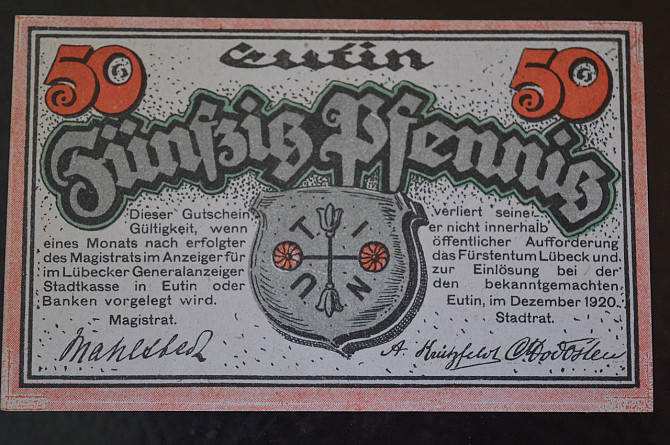 50 Eutin 50
Fünfzig Pfennig
Dieser Gutschein verliert seine
Gültigkeit, wenn er nicht innerhalb
eines Monats nach erfolgter öffentlicher Aufforderung
des Magistrats im Anzeiger für das Fürstentum Lübeck und
im Lübecker Generalanzeiger zur Einlösung bei der
Stadtkasse in Eutin oder den bekanntgemachten
Banken vorgelegt wird. Eutin, im Dezember 1920.
Magistrat. Stadtrat.
T I
U N
A.